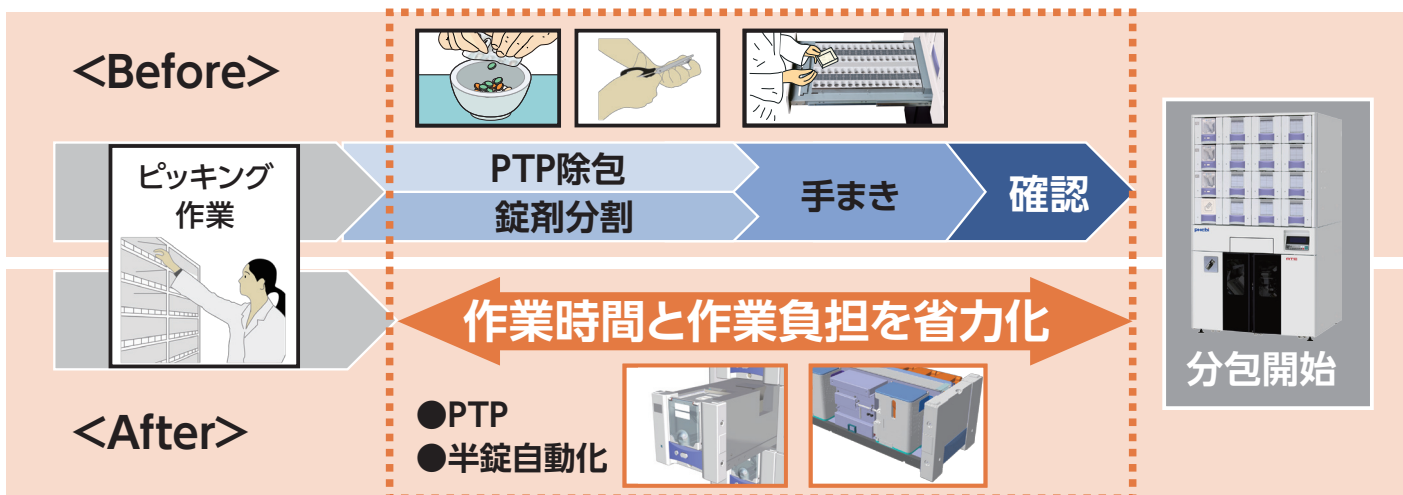 <Before>
ピッキング
作業
PTP除包
錠剤分割
手まき
確認
作業時間と作業負担を省力化
分包開始
<After>
●PTP
●半錠自動化